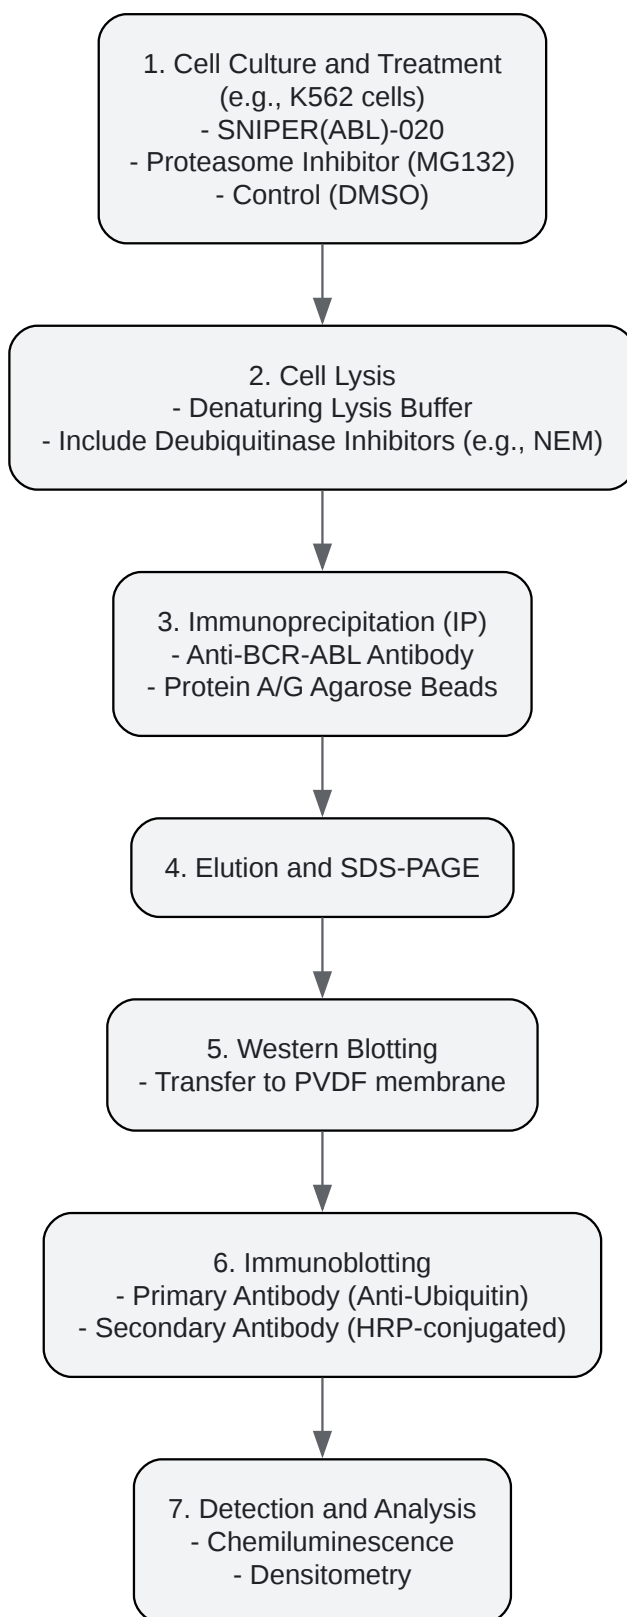 1. Cell Culture and Treatment
(e.g., K562 cells)
- SNIPER(ABL)-020
- Proteasome Inhibitor (MG132)
- Control (DMSO)
2. Cell Lysis
- Denaturing Lysis Buffer
- Include Deubiquitinase Inhibitors (e.g., NEM)
3. Immunoprecipitation (IP)
- Anti-BCR-ABL Antibody
- Protein A/G Agarose Beads
4. Elution and SDS-PAGE
5. Western Blotting
- Transfer to PVDF membrane
6. Immunoblotting
- Primary Antibody (Anti-Ubiquitin)
- Secondary Antibody (HRP-conjugated)
7. Detection and Analysis
- Chemiluminescence
- Densitometry